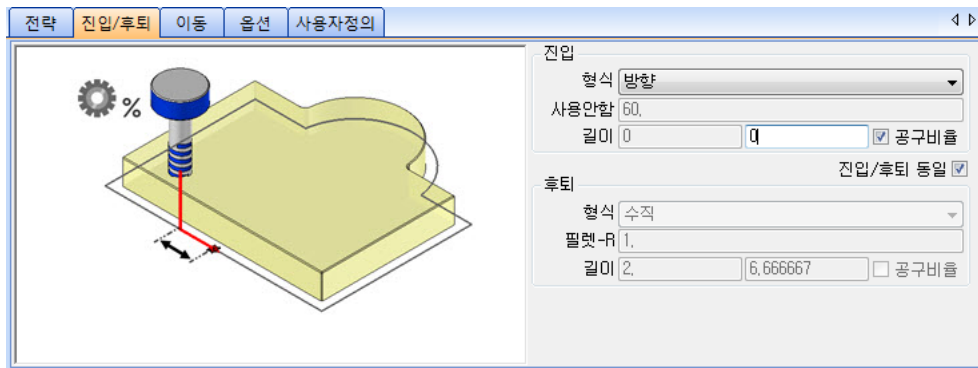 전략 진입/후퇴 이동 옵션 사용자정의
%
진입
형식 방향
사용안함 60,
길이 0 0 공구비율
진입/후퇴 동일
후퇴
형식 수직
필렛-R 1,
길이 2, 6,666667 공구비율